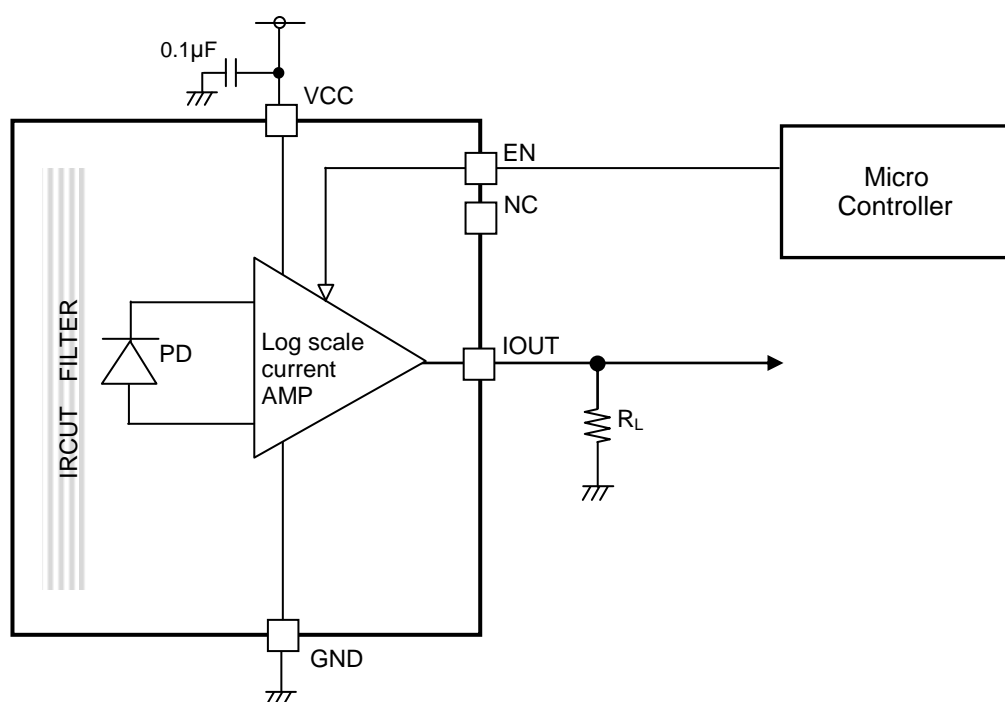 0.1µF
VCC
EN
NC
Micro
Controller
IRCUT FILTER
PD
Log scale
current
AMP
IOUT
RL
GND